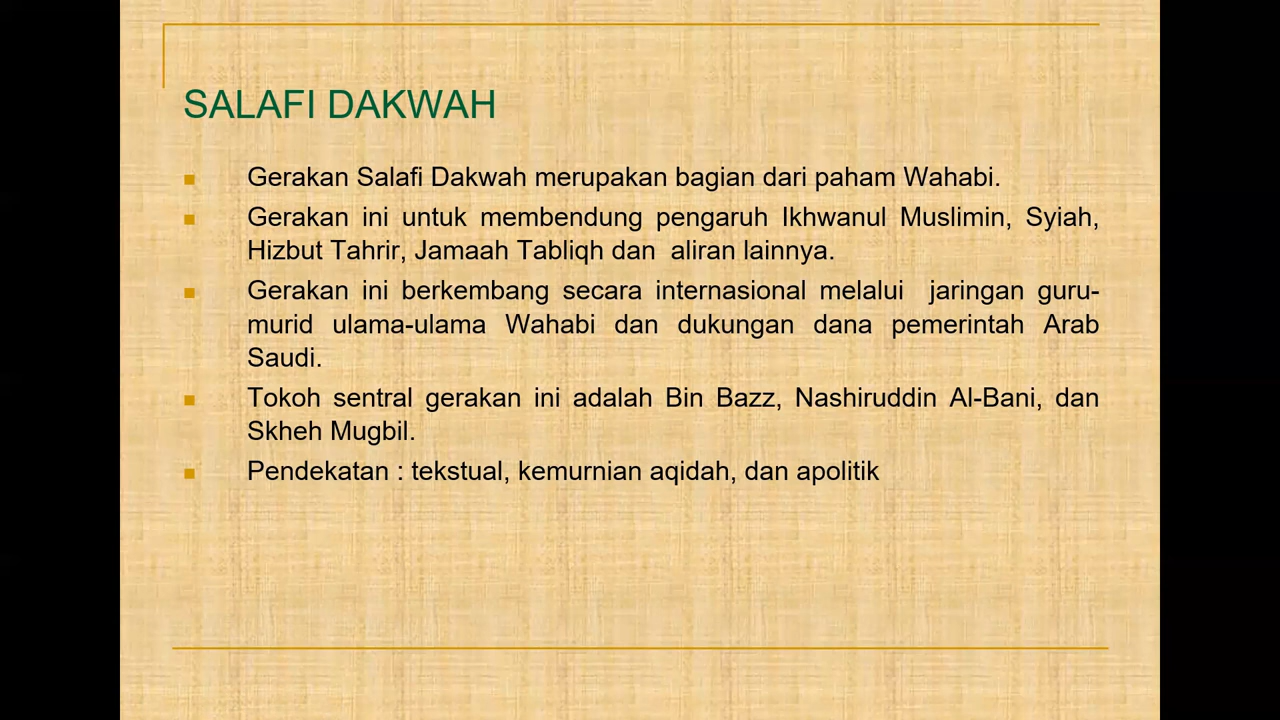 SALAFI DAKWAH
Gerakan Salafi Dakwah merupakan bagian dari paham Wahabi.
Gerakan ini untuk membendung pengaruh Ikhwanul Muslimin, Syiah,
Hizbut Tahrir, Jamaah Tabliqh dan aliran lainnya.
Gerakan ini berkembang secara internasional melalui jaringan guru-
murid ulama-ulama Wahabi dan dukungan dana pemerintah Arab
Saudi.
Tokoh sentral gerakan ini adalah Bin Bazz, Nashiruddin Al-Bani, dan
Skheh Mugbil.
Pendekatan : tekstual, kemurnian aqidah, dan apolitik